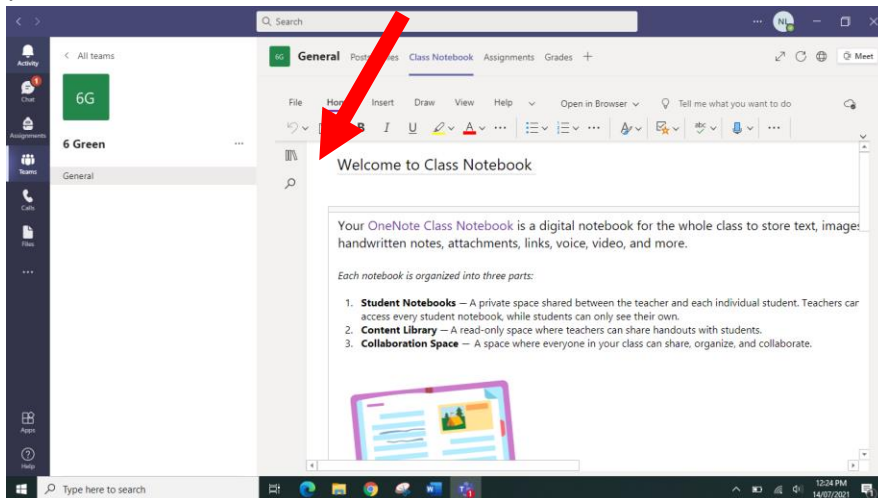 Search
NL
Activity
Chat
1
Assignments
Teams
Calls
Files
Apps
Help
All teams
6G
6 Green
General
6G General Class Notebook Assignments Grades +
Meet
File Insert Draw View Help Open in Browser Tell me what you want to do
B I U A abc
Welcome to Class Notebook
Your OneNote Class Notebook is a digital notebook for the whole class to store text, images
handwritten notes, attachments, links, voice, video, and more.
Each notebook is organized into three parts:
1. Student Notebooks — A private space shared between the teacher and each individual student. Teachers can
access every student notebook, while students can only see their own.
2. Content Library — A read-only space where teachers can share handouts with students.
3. Collaboration Space — A space where everyone in your class can share, organize, and collaborate.
Type here to search
12:24 PM
14/07/2021